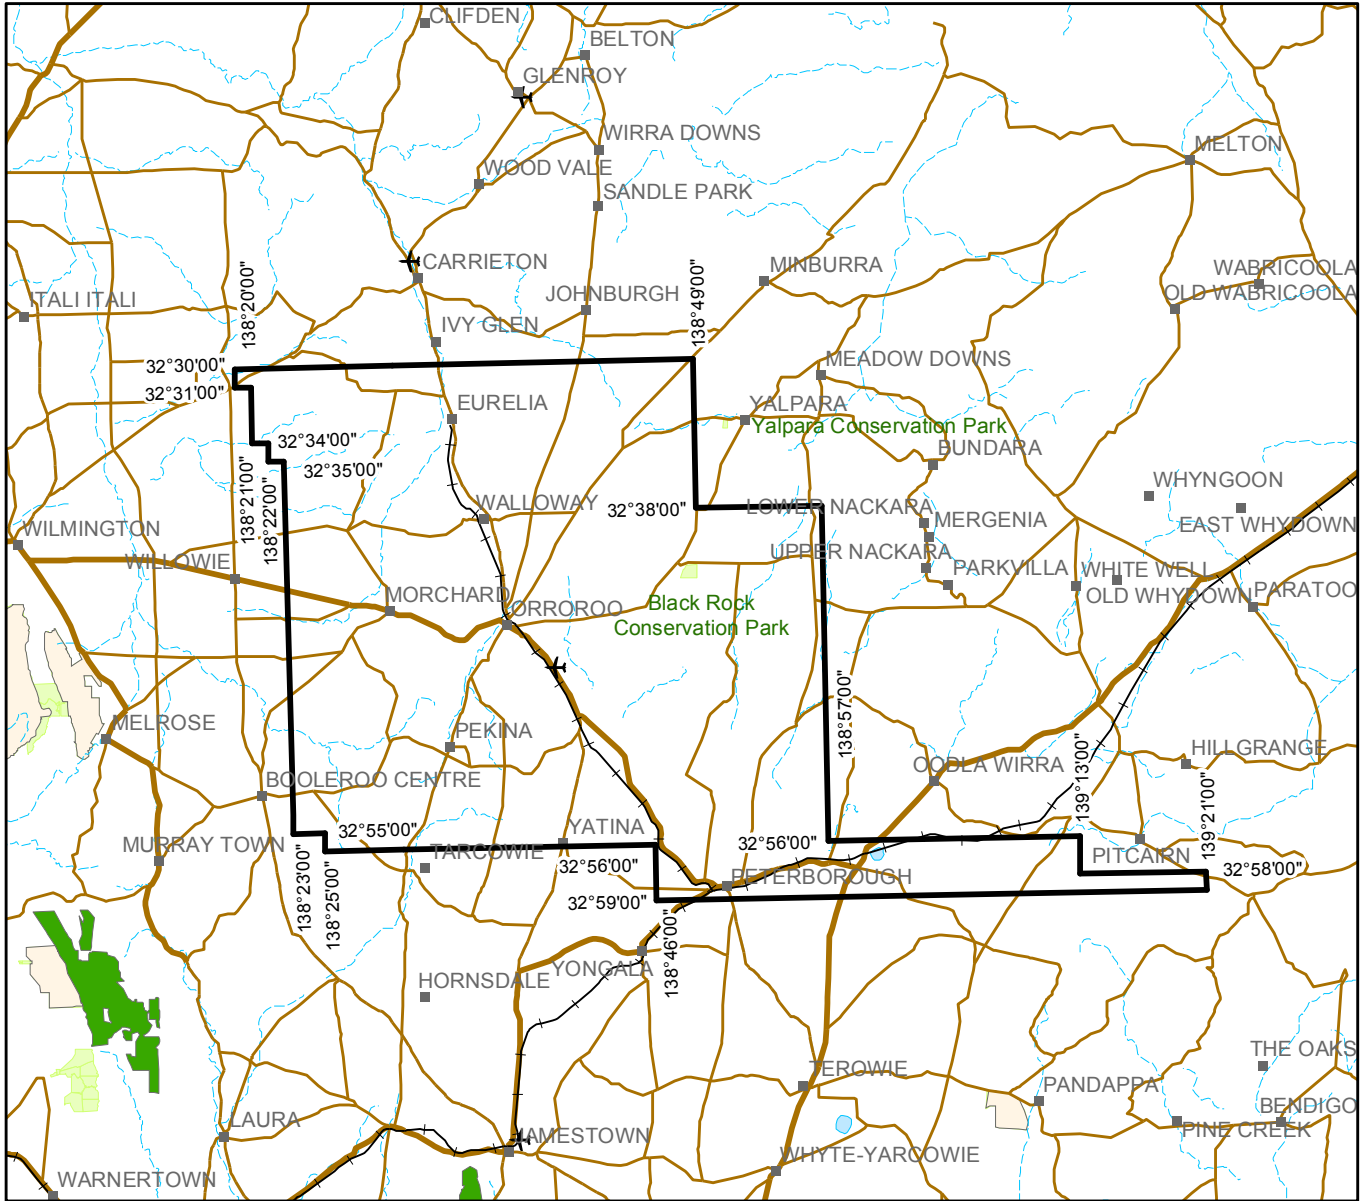 CLIFDEN
BELTON
GLENROY
WIRRA DOWNS
MELTON
WOOD VALE
SANDLE PARK
CARRIETON
MINBURRA
WABRICOOLA
ITALI ITALI
138°20'00"
JOHNBURGH
138°49'00"
OLD WABRICOOLA
IVY GLEN
32°30'00"
MEADOW DOWNS
32°31'00"
EURELIA
YALPARA
Yalpara Conservation Park
32°34'00"
BUNDARA
32°35'00"
WHYNGOON
138°21'00"
138°22'00"
WALLOWAY
32°38'00"
LOWER NACKARA
MERGENIA
EAST WHYDOWN
WILMINGTON
WILLOWIE
UPPER NACKARA
PARKVILLA
WHITE WELL
OLD WHYDOWN
PARATOO
MORCHARD
ORROROO
Black Rock
Conservation Park
MELROSE
PEKINA
138°57'00"
139°13'00"
HILLGRANGE
BOOLEROO CENTRE
OODLA WIRRA
139°21'00"
MURRAY TOWN
32°55'00"
YATINA
32°56'00"
PITCAIRN
TARCOWIE
32°56'00"
PETERBOROUGH
32°58'00"
138°23'00"
138°25'00"
32°59'00"
138°46'00"
YONGALA
HORNSDALE
THE OAKS
TEROWIE
PANDAPPA
LAURA
JAMESTOWN
BENDIGO
PINE CREEK
WHYTE-YARCOWIE
WARNERTOWN